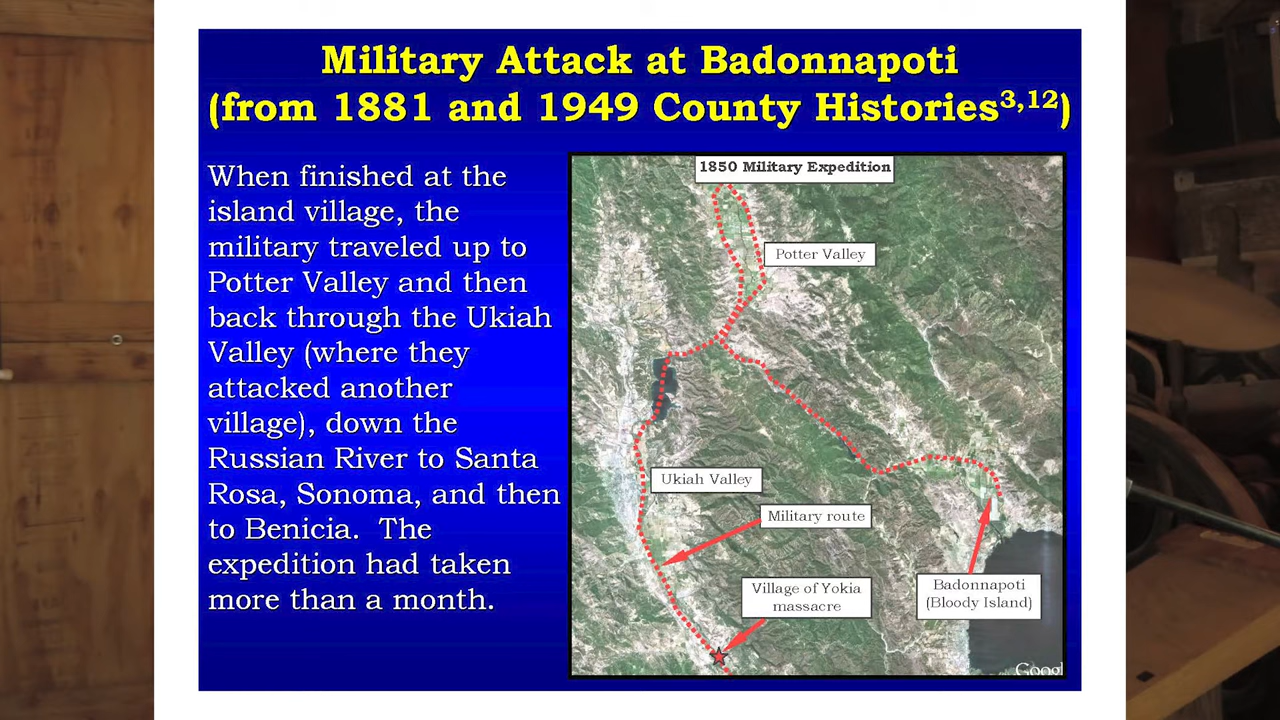 Military Attack at Badonnapoti
(from 1881 and 1949 County Histories3,12)
When finished at the
island village, the
military traveled up to
Potter Valley and then
back through the Ukiah
Valley (where they
attacked another
village), down the
Russian River to Santa
Rosa, Sonoma, and then
to Benicia. The
expedition had taken
more than a month.
1850 Military Expedition
Potter Valley
Ukiah Valley
Military route
Village of Yokia
massacre
Badonnapoti
(Bloody Island)
Googl